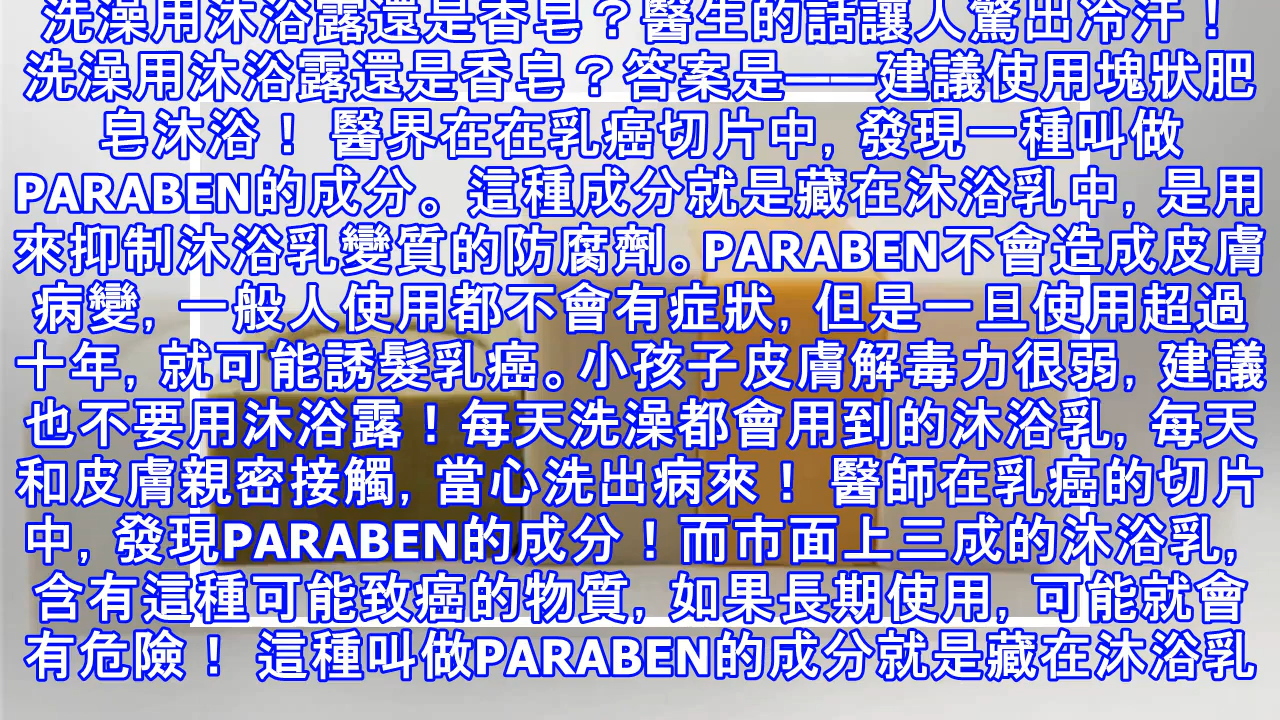 洗澡用沐浴露還是香皂？醫生的話讓人驚出冷汗！
洗澡用沐浴露還是香皂？答案是——建議使用塊狀肥
皂沐浴！ 醫界在在乳癌切片中, 發現一種叫做
PARABEN的成分。這種成分就是藏在沐浴乳中, 是用
來抑制沐浴乳變質的防腐劑。PARABEN不會造成皮膚
病變, 一般人使用都不會有症狀, 但是一旦使用超過
十年, 就可能誘髮乳癌。小孩子皮膚解毒力很弱, 建議
也不要用沐浴露！每天洗澡都會用到的沐浴乳, 每天
和皮膚親密接觸, 當心洗出病來！ 醫師在乳癌的切片
中, 發現PARABEN的成分！而市面上三成的沐浴乳,
含有這種可能致癌的物質, 如果長期使用, 可能就會
有危險！ 這種叫做PARABEN的成分就是藏在沐浴乳